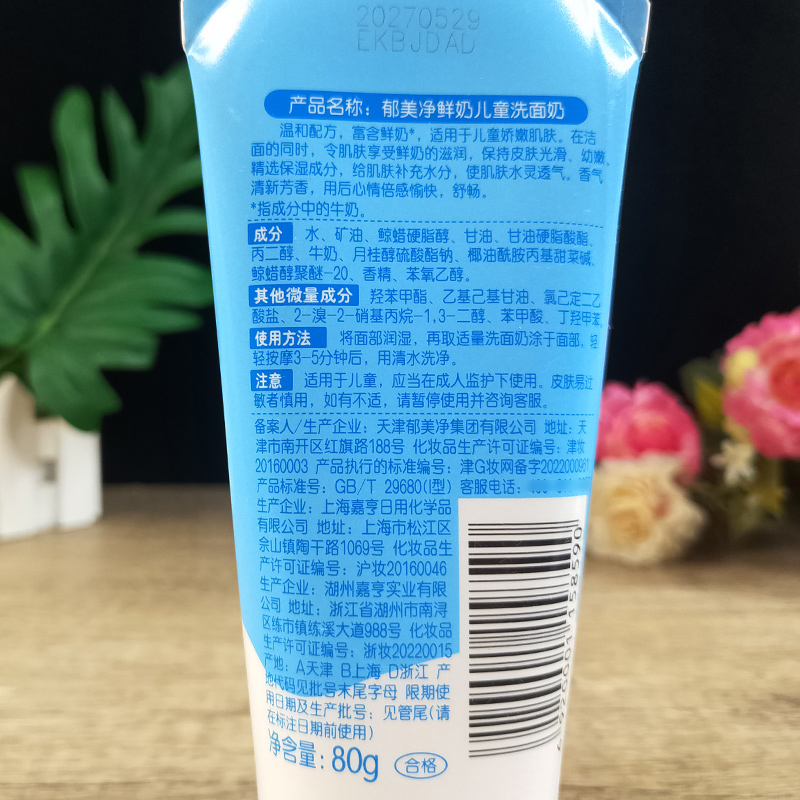 20270529
EKBJDAD
产品名称：郁美净鲜奶儿童洗面奶
温和配方，富含鲜奶*，适用于儿童娇嫩肌肤。在洁
面的同时，令肌肤享受鲜奶的滋润，保持皮肤光滑、幼嫩。
精选保湿成分，给肌肤补充水分，使肌肤水灵透气。香气
清新芳香，用后心情倍感愉快，舒畅。
*指成分中的牛奶。
成分 水、矿油、鲸蜡硬脂醇、甘油、甘油硬脂酸酯、
丙二醇、牛奶、月桂醇硫酸酯钠、椰油酰胺丙基甜菜碱、
鲸蜡醇聚醚-20、香精、苯氧乙醇。
其他微量成分 羟苯甲酯、乙基己基甘油、氯己定二乙
酸盐、2-溴-2-硝基丙烷-1,3-二醇、苯甲酸、丁羟甲苯。
使用方法 将面部润湿，再取适量洗面奶涂于面部，轻
轻按摩3-5分钟后，用清水洗净。
注意 适用于儿童，应当在成人监护下使用。皮肤易过
敏者慎用，如有不适，请暂停使用并咨询客服。
备案人/生产企业：天津郁美净集团有限公司 地址：天
津市南开区红旗路188号 化妆品生产许可证编号：津妆
20160003 产品执行的标准编号：津G妆网备字2022000981
产品标准号：GB/T 29680(I型) 客服电话：
生产企业：上海嘉亨日用化学品
有限公司 地址：上海市松江区
佘山镇陶干路1069号 化妆品生
产许可证编号：沪妆20160046
生产企业：湖州嘉亨实业有限
公司 地址：浙江省湖州市南浔
区练市镇练溪大道988号 化妆品
生产许可证编号：浙妆20220015
产地：A天津 B上海 D浙江 产
地代码见批号末尾字母 限期使
用日期及生产批号：见管尾(请
在标注日期前使用)
净含量：80g 合格